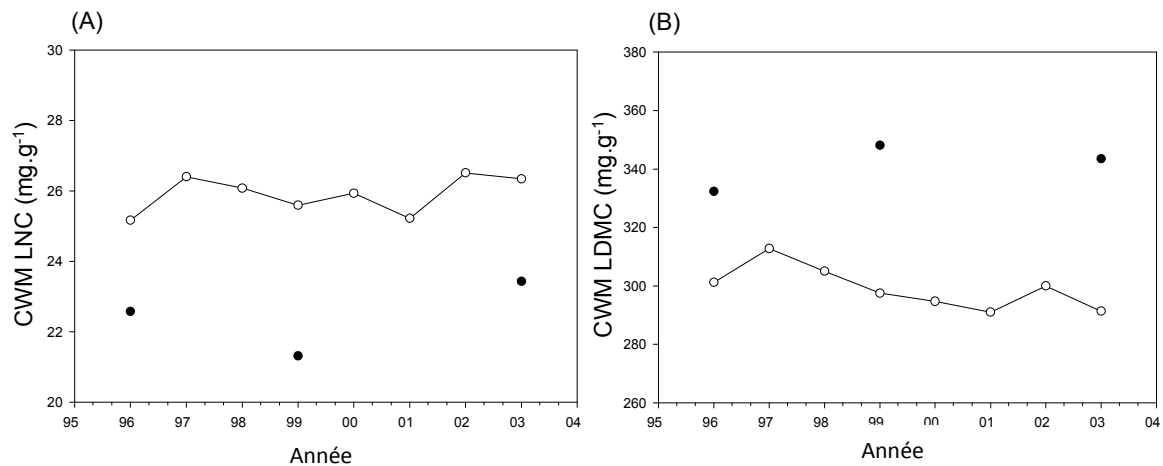 (A)
30
28
26
24
22
20
CWM LNC (mg.g⁻¹)
95 96 97 98 99 00 01 02 03 04
Année
(B)
380
360
340
320
300
280
260
CWM LDMC (mg.g⁻¹)
95 96 97 98 99 00 01 02 03 04
Année